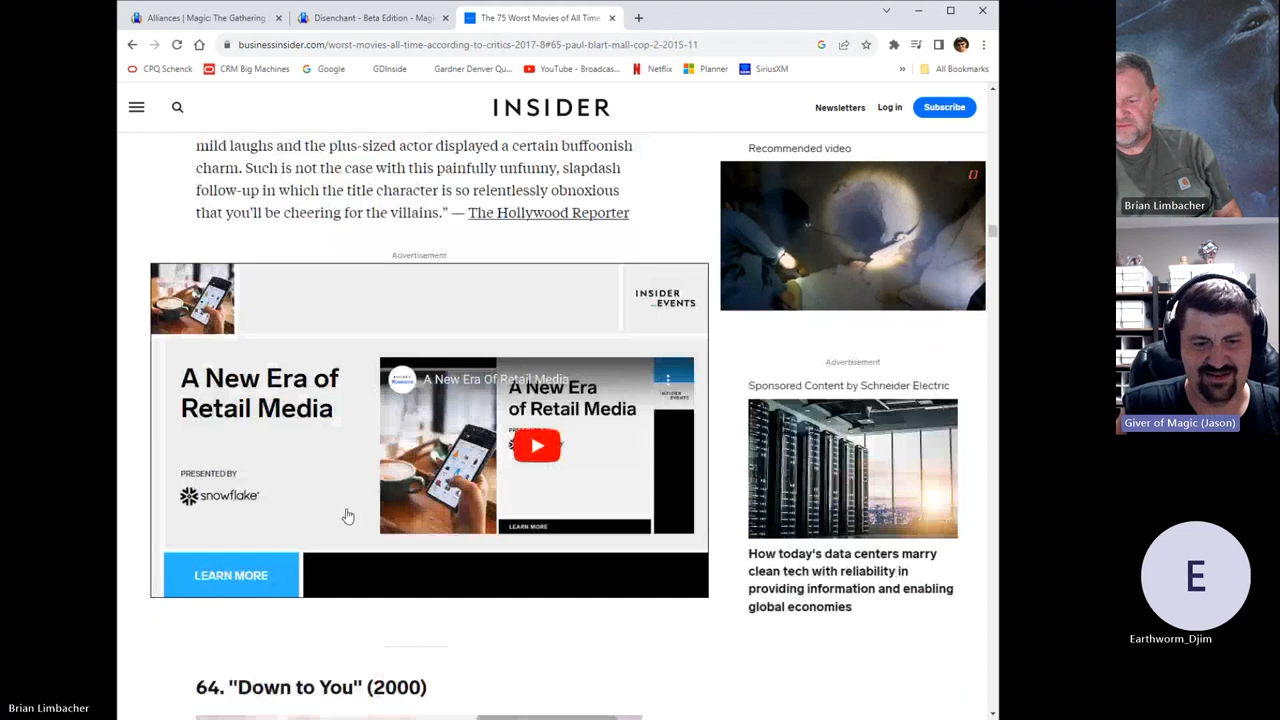 Alliances | Magic: The Gathering
Disenchant - Beta Edition - Magi
The 75 Worst Movies of All Time
businessinsider.com/worst-movies-all-time-according-to-critics-2017-8#65-paul-blart-mall-cop-2-2015-11
CPQ Schenck
CRM Big Machines
Google
GDInside
Gardner Denver Qu...
YouTube - Broadcas...
Netflix
Planner
SiriusXM
»
All Bookmarks
INSIDER
Newsletters
Log in
Subscribe
mild laughs and the plus-sized actor displayed a certain buffoonish
charm. Such is not the case with this painfully unfunny, slapdash
follow-up in which the title character is so relentlessly obnoxious
that you'll be cheering for the villains." — The Hollywood Reporter
Advertisement
INSIDER
EVENTS
A New Era of
Retail Media
PRESENTED BY
snowflake
A New Era Of Retail Media
A New Era
of Retail Media
LEARN MORE
LEARN MORE
64. "Down to You" (2000)
Recommended video
Advertisement
Sponsored Content by Schneider Electric
How today's data centers marry
clean tech with reliability in
providing information and enabling
global economies
Brian Limbacher
Giver of Magic (Jason)
E
Earthworm_Djim
Brian Limbacher